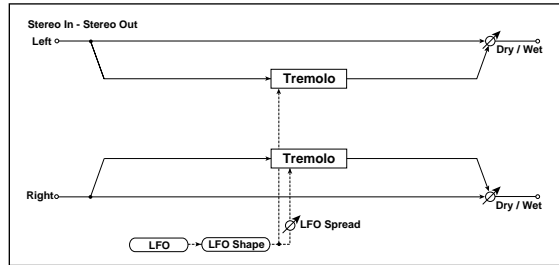 Stereo In - Stereo Out
Left
Dry / Wet
Tremolo
Tremolo
Right
Dry / Wet
LFO Spread
LFO
LFO Shape